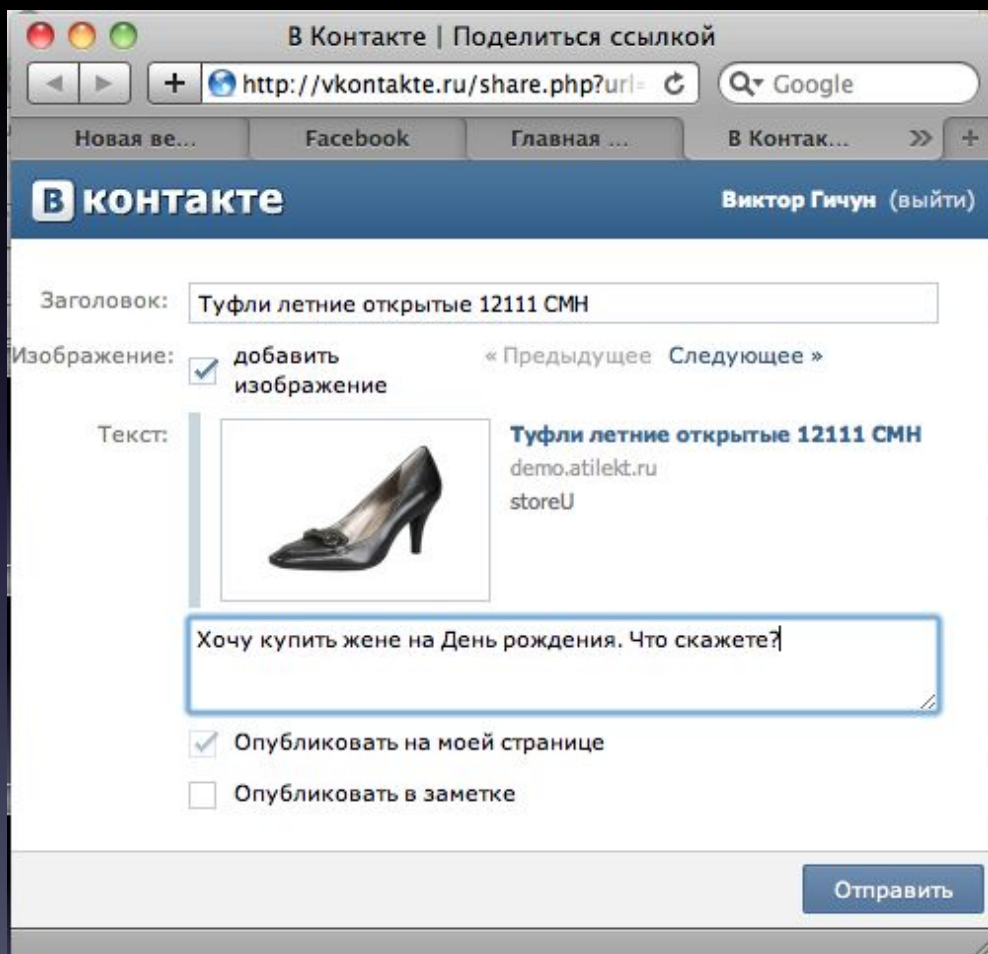 В Контакте | Поделиться ссылкой
http://vkontakte.ru/share.php?url=
Google
Новая ве...
Facebook
Главная ...
В Контак...
В контакте
Виктор Гичун (выйти)
Заголовок:
Туфли летние открытые 12111 CMH
Изображение:
добавить
изображение
« Предыдущее Следующее »
Текст:
Туфли летние открытые 12111 CMH
demo.atilekt.ru
storeU
Хочу купить жене на День рождения. Что скажете?
Опубликовать на моей странице
Опубликовать в заметке
Отправить